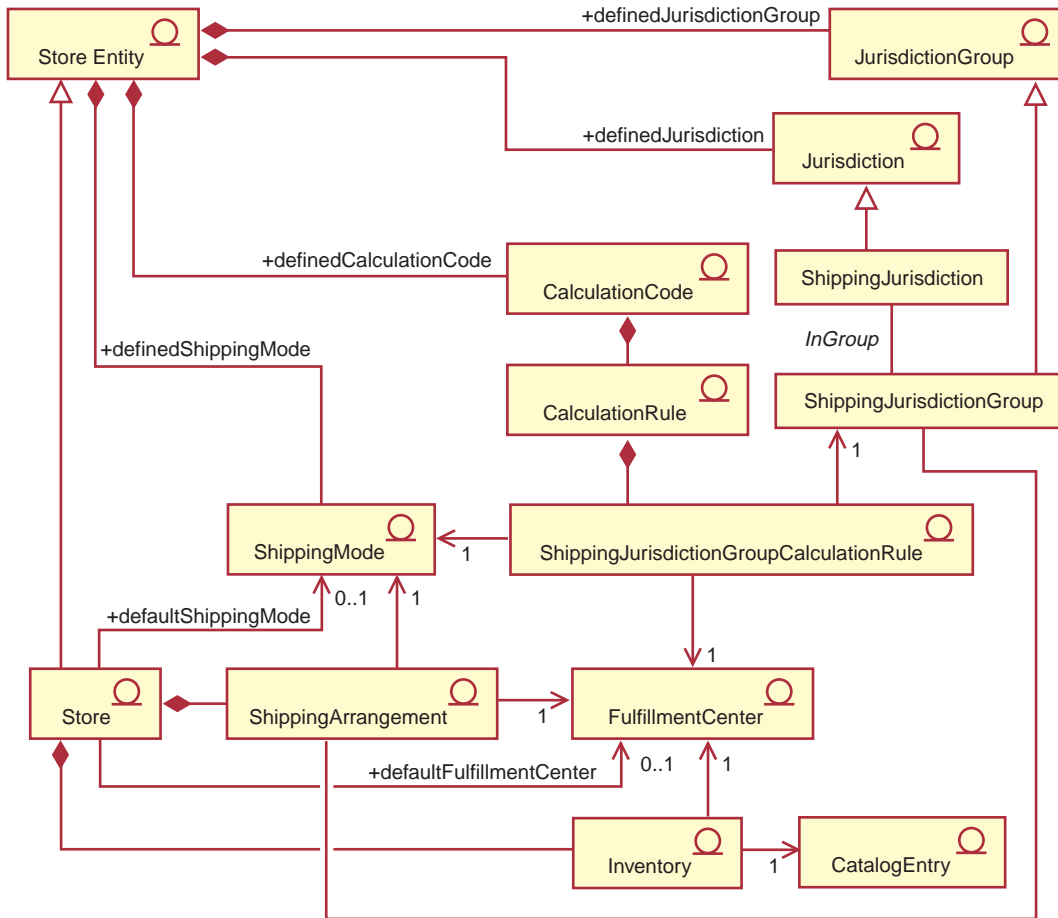 +definedJurisdictionGroup
Store Entity
JurisdictionGroup
+definedJurisdiction
Jurisdiction
+definedCalculationCode
ShippingJurisdiction
CalculationCode
InGroup
+definedShippingMode
CalculationRule
ShippingJurisdictionGroup
1
ShippingMode
1
ShippingJurisdictionGroupCalculationRule
0..1
1
+defaultShippingMode
1
Store
ShippingArrangement
1
FulfillmentCenter
+defaultFulfillmentCenter
0..1
1
Inventory
1
CatalogEntry